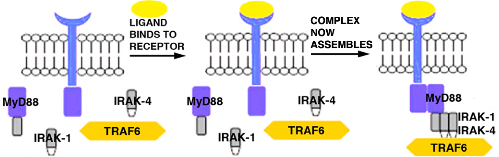 LIGAND
BINDS TO
RECEPTOR
COMPLEX
NOW
ASSEMBLES
MyD88
IRAK-4
IRAK-1
TRAF6
MyD88
IRAK-4
IRAK-1
TRAF6
MyD88
IRAK-1
IRAK-4
TRAF6